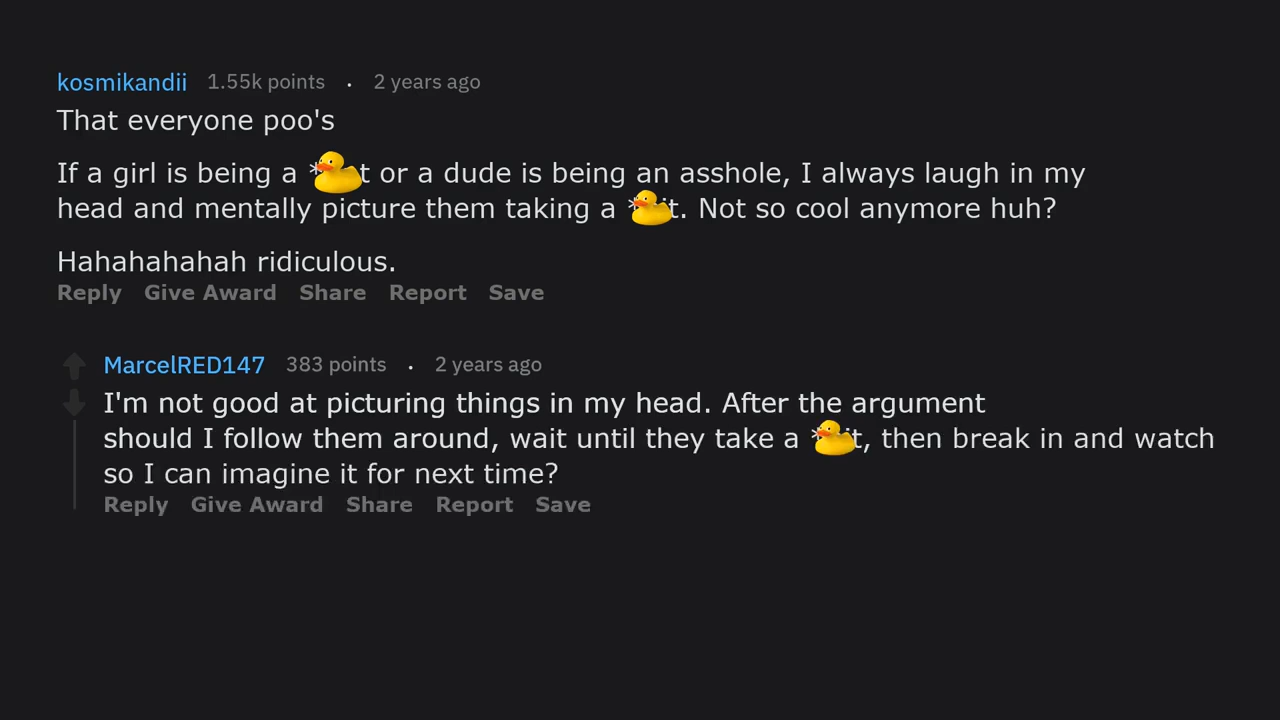 kosmikandii 1.55k points . 2 years ago
That everyone poo's
If a girl is being a *t or a dude is being an asshole, I always laugh in my
head and mentally picture them taking a *t. Not so cool anymore huh?
Hahahahahah ridiculous.
Reply Give Award Share Report Save
MarcelRED147 383 points . 2 years ago
I'm not good at picturing things in my head. After the argument
should I follow them around, wait until they take a *t, then break in and watch
so I can imagine it for next time?
Reply Give Award Share Report Save